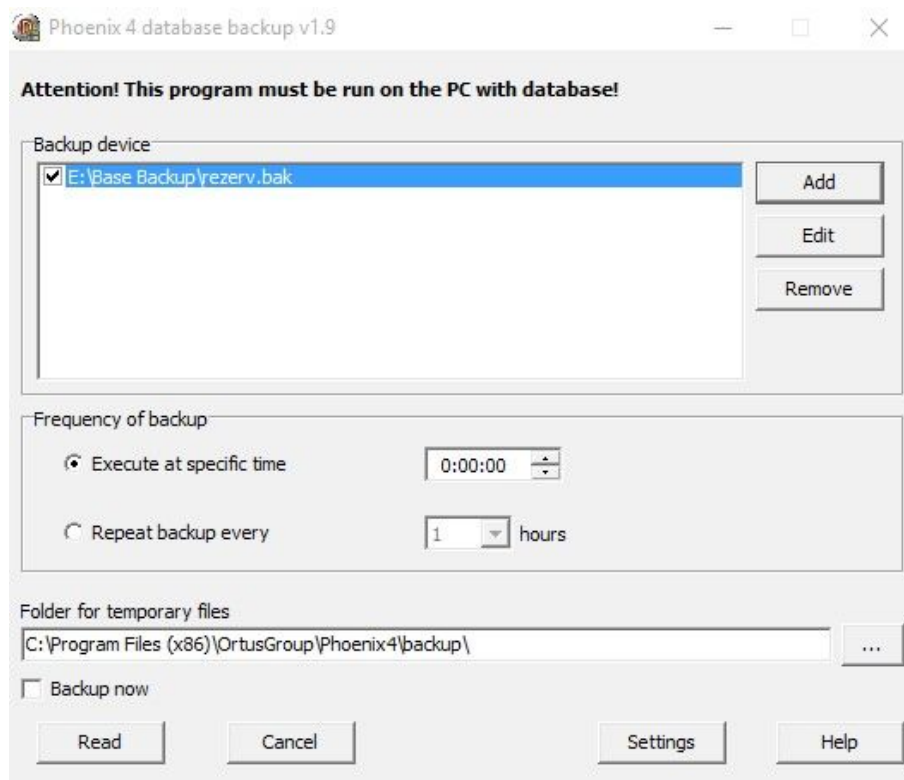 Phoenix 4 database backup v1.9
Attention! This program must be run on the PC with database!
Backup device
E:\Base Backup\rezerv.bak
Add
Edit
Remove
Frequency of backup
Execute at specific time 0:00:00
Repeat backup every 1 hours
Folder for temporary files
C:\Program Files (x86)\OrtusGroup\Phoenix4\backup\ ...
Backup now
Read Cancel Settings Help